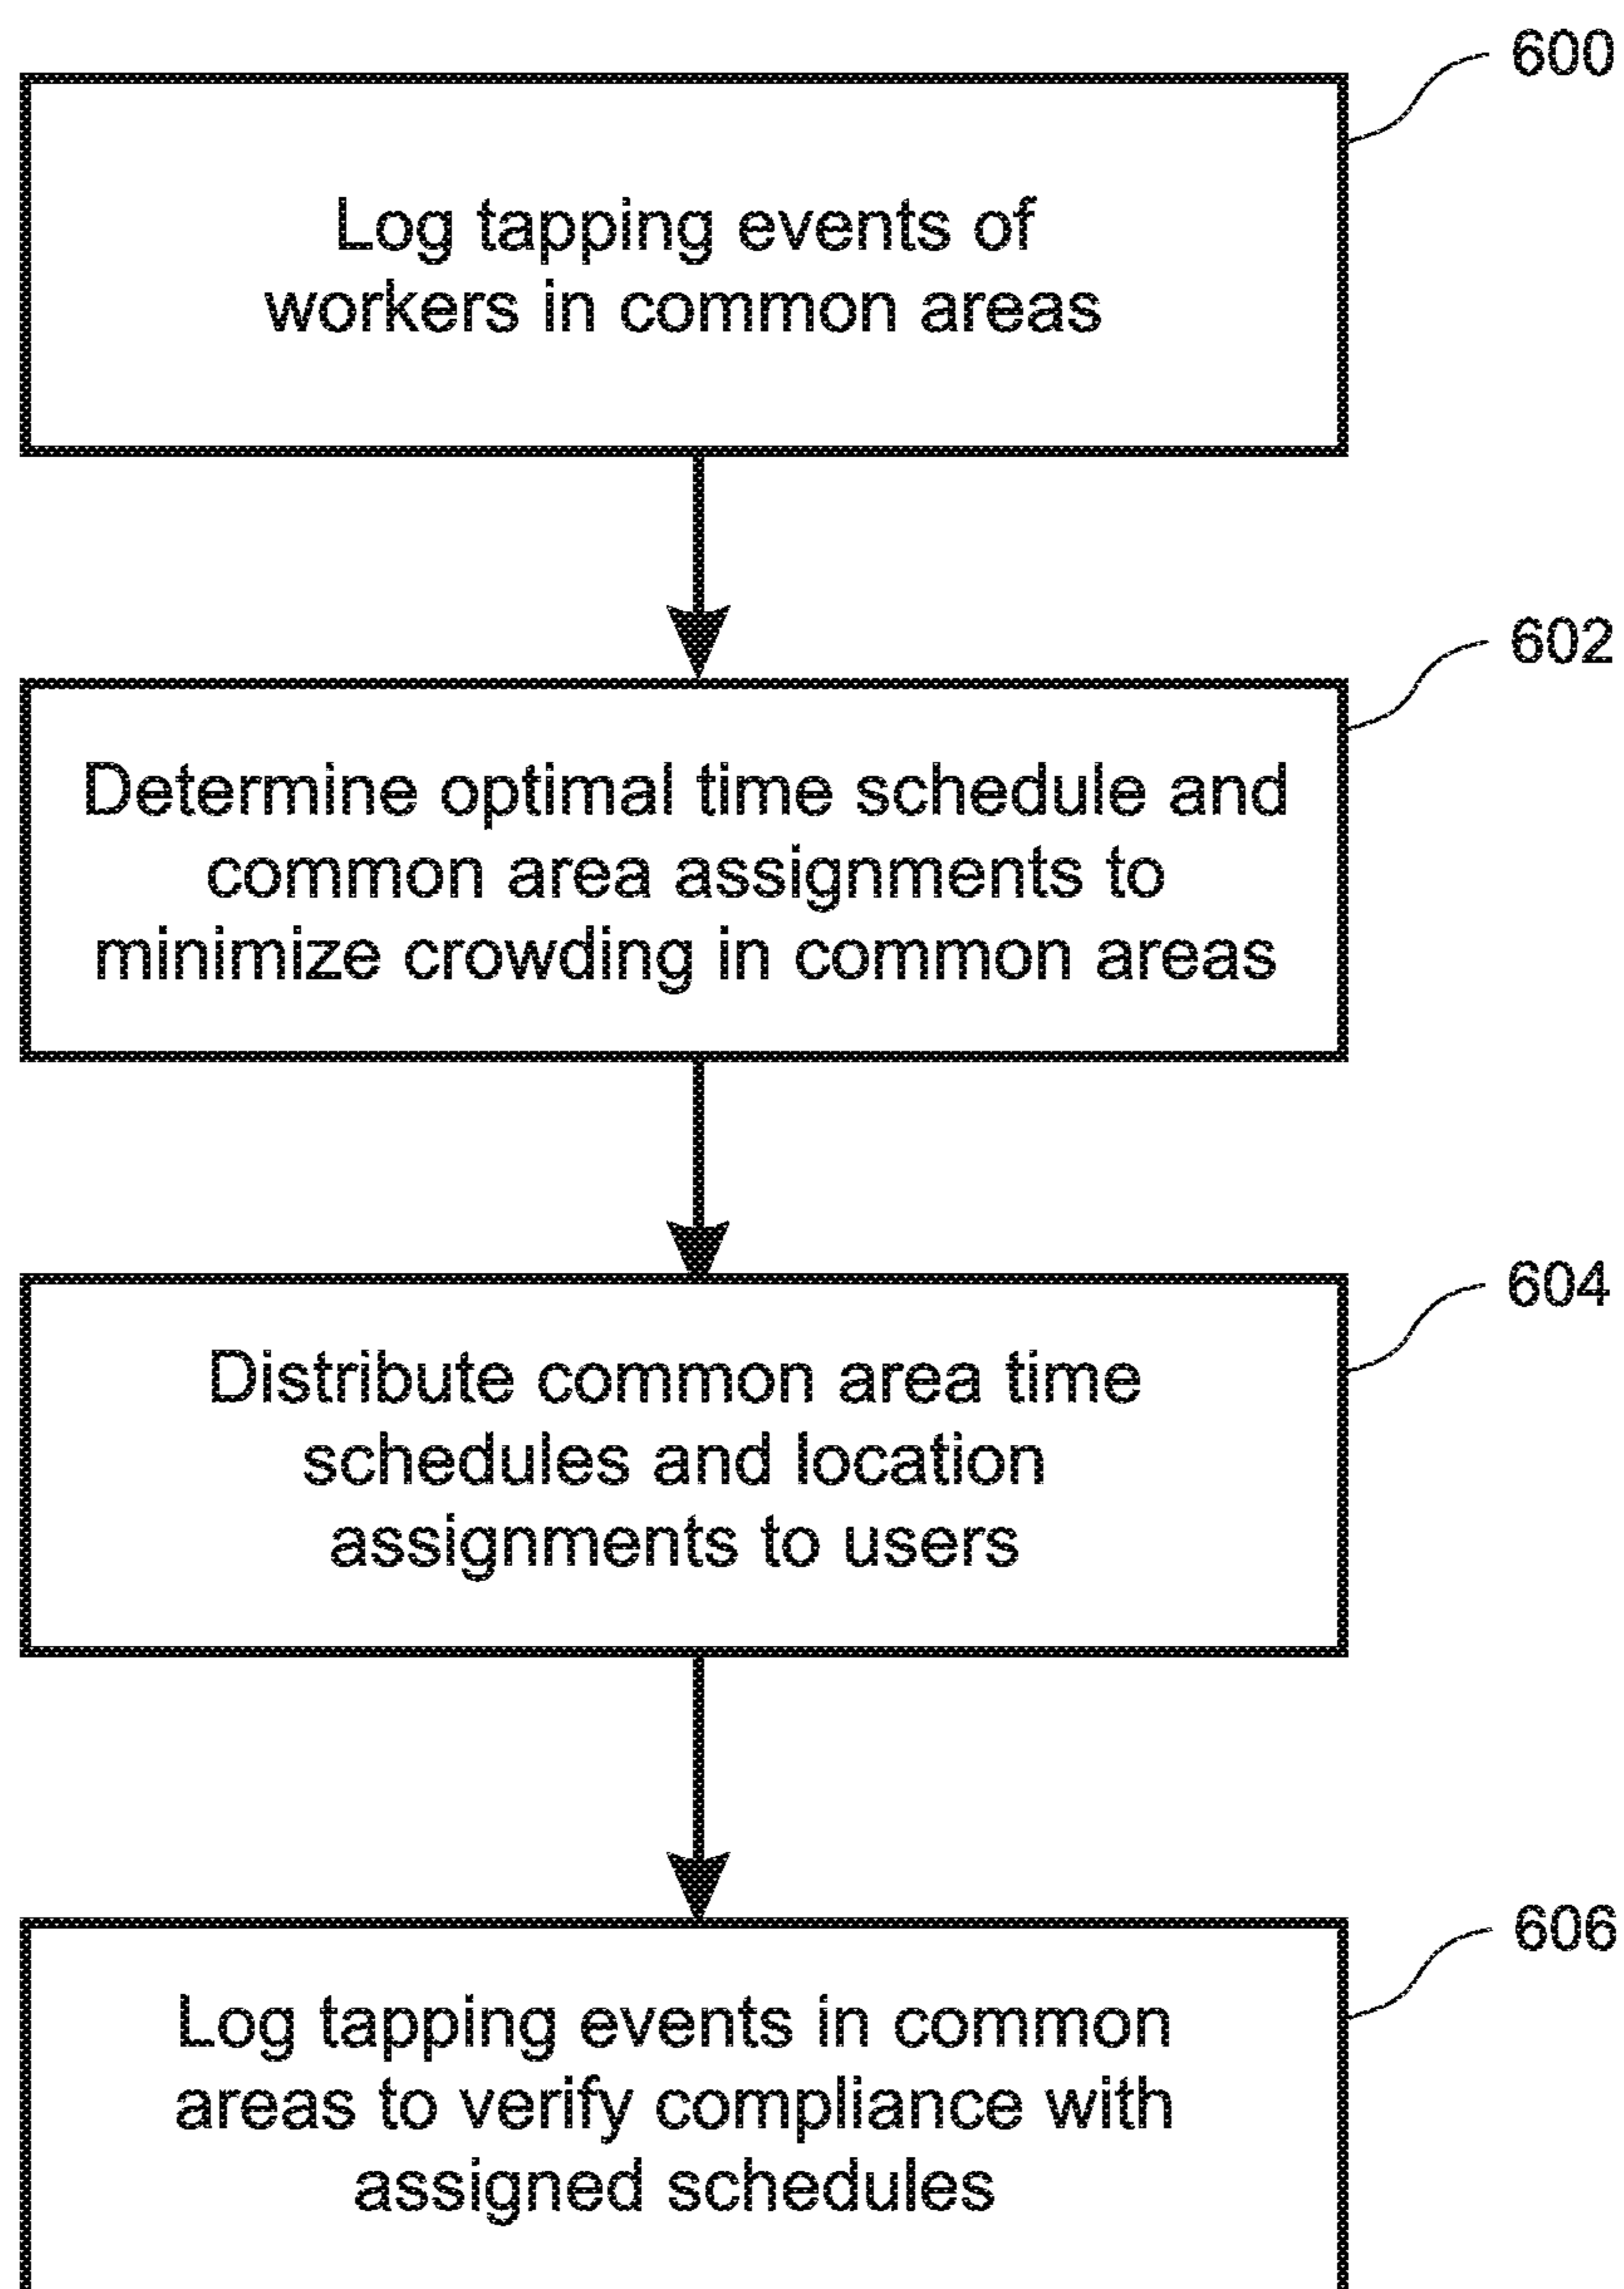 600
Log tapping events of
workers in common areas
602
Determine optimal time schedule and
common area assignments to
minimize crowding in common areas
604
Distribute common area time
schedules and location
assignments to users
606
Log tapping events in common
areas to verify compliance with
assigned schedules